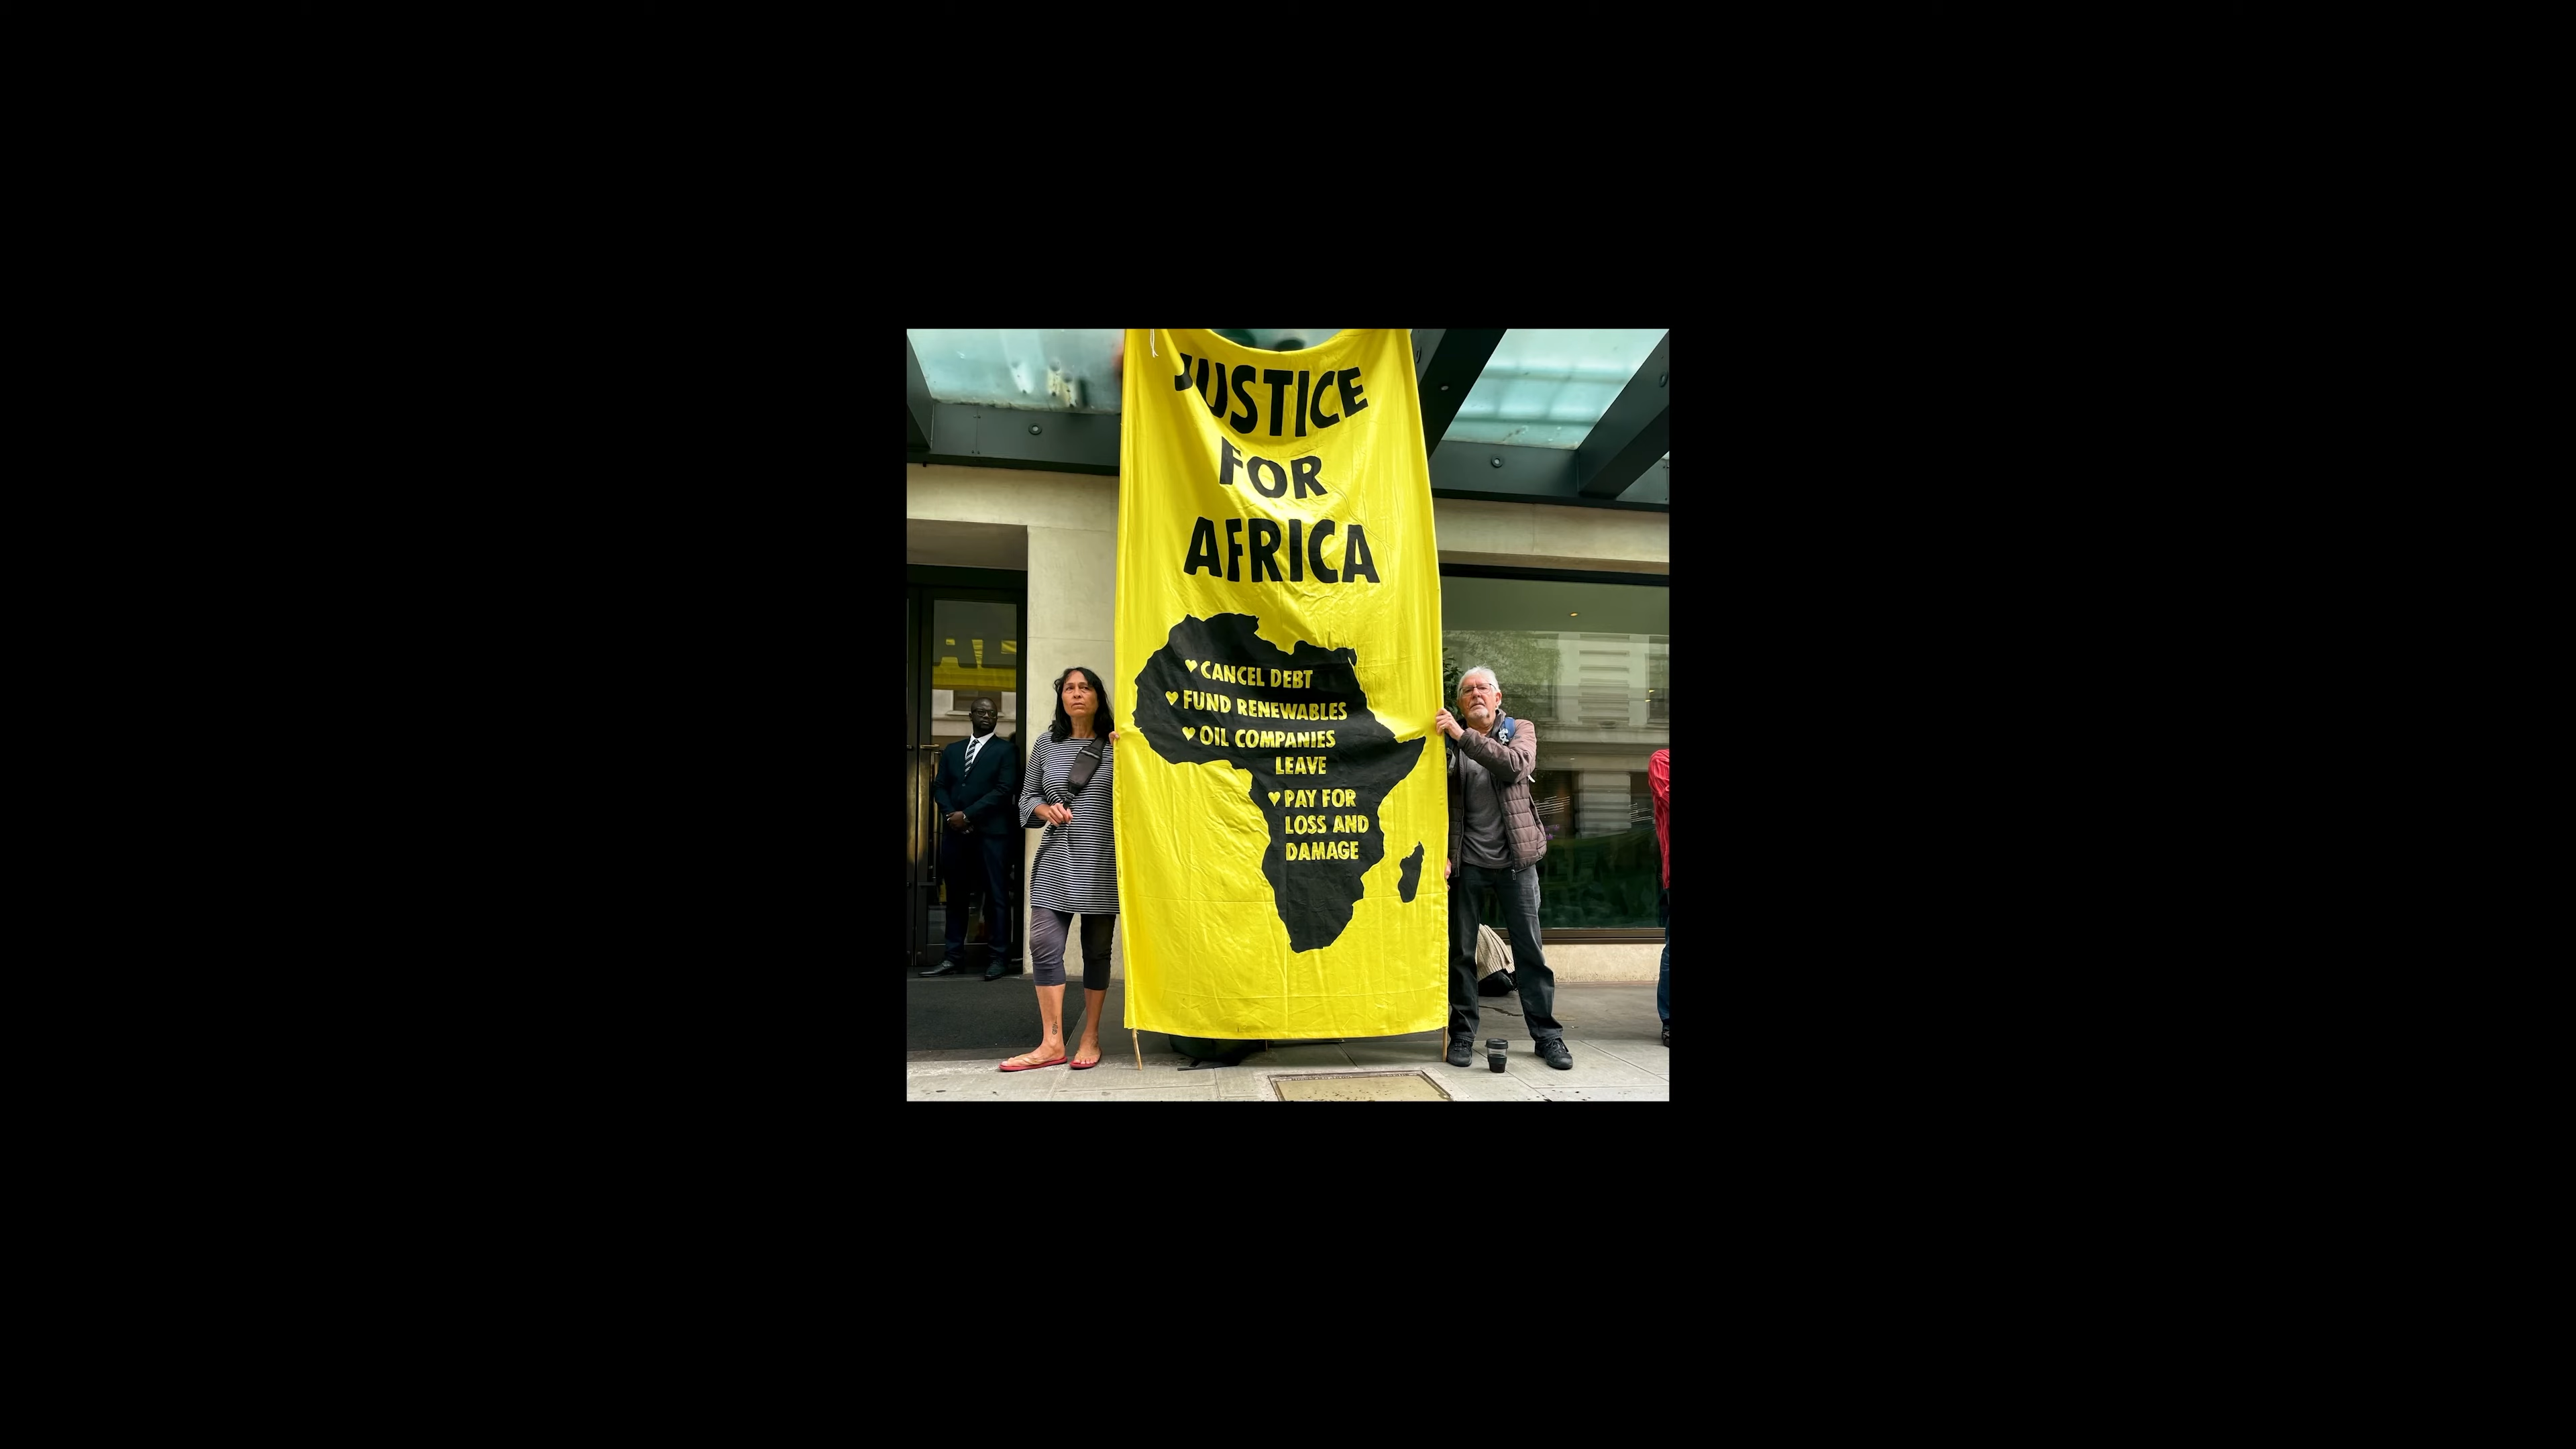 JUSTICE
FOR
AFRICA
♥ CANCEL DEBT
♥ FUND RENEWABLES
♥ OIL COMPANIES
LEAVE
♥ PAY FOR
LOSS AND
DAMAGE